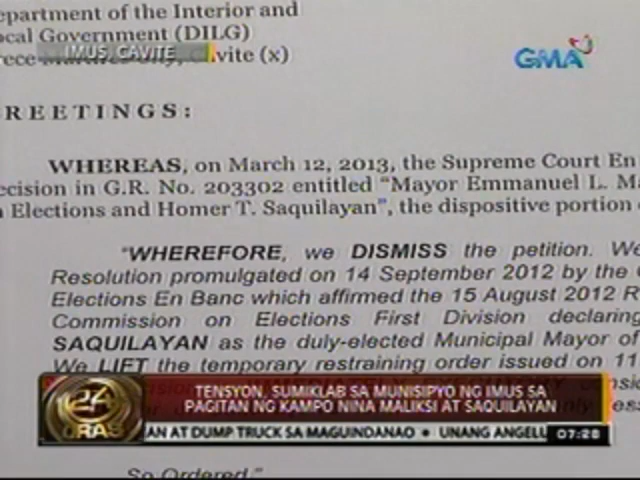 epartment of the Interior and
ocal Government (DILG)
IMUS, CAVITE
vite (x)
GMA
REETINGS:
WHEREAS, on March 12, 2013, the Supreme Court En
ecision in G.R. No. 203302 entitled "Mayor Emmanuel L. Ma
n Elections and Homer T. Saquilayan", the dispositive portion
"WHEREFORE, we DISMISS the petition. We
Resolution promulgated on 14 September 2012 by the
Elections En Banc which affirmed the 15 August 2012 R
Commission on Elections First Division declaring
SAQUILAYAN as the duly-elected Municipal Mayor of
We LIFT the temporary restraining order issued on 11
24 ORAS
TENSYON, SUMIKLAB SA MUNISIPYO NG IMUS SA
PAGITAN NG KAMPO NINA MALIKSI AT SAQUILAYAN
AN AT DUMP TRUCK SA MAGUINDANAO • UNANG ANGELU
07:28
So Ordered."